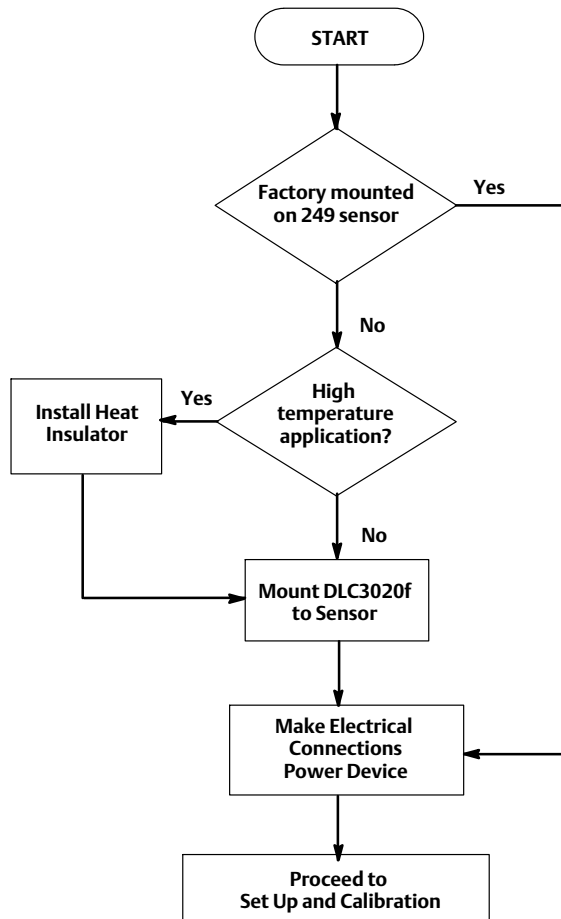 START
Factory mounted
on 249 sensor
Yes
No
High
temperature
application?
Yes
Install Heat
Insulator
No
Mount DLC3020f
to Sensor
Make Electrical
Connections
Power Device
Proceed to
Set Up and Calibration